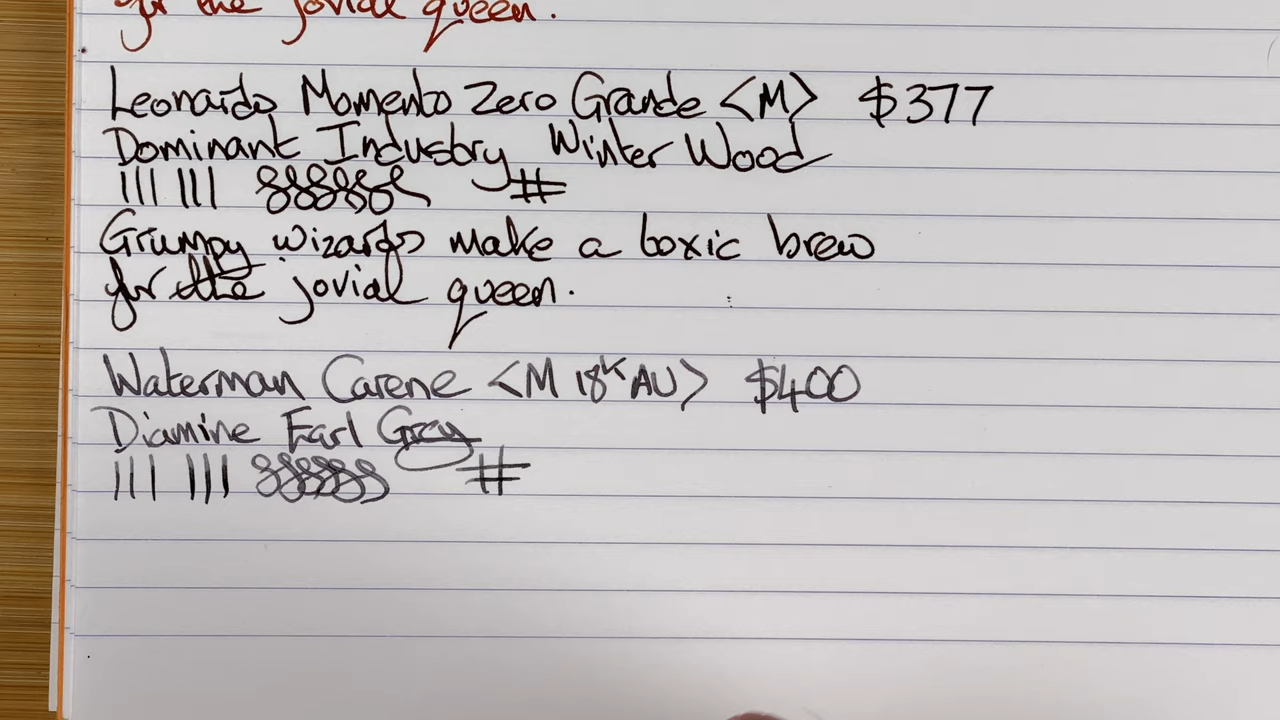 for the jovial queen.
Leonardo Momento Zero Grande <M> $377
Dominant Industry Winter Wood
||| ||| #
Grumpy wizards make a toxic brew
for the jovial queen.
Waterman Carene <M 18K AU> $400
Diamine Earl Grey
||| ||| #